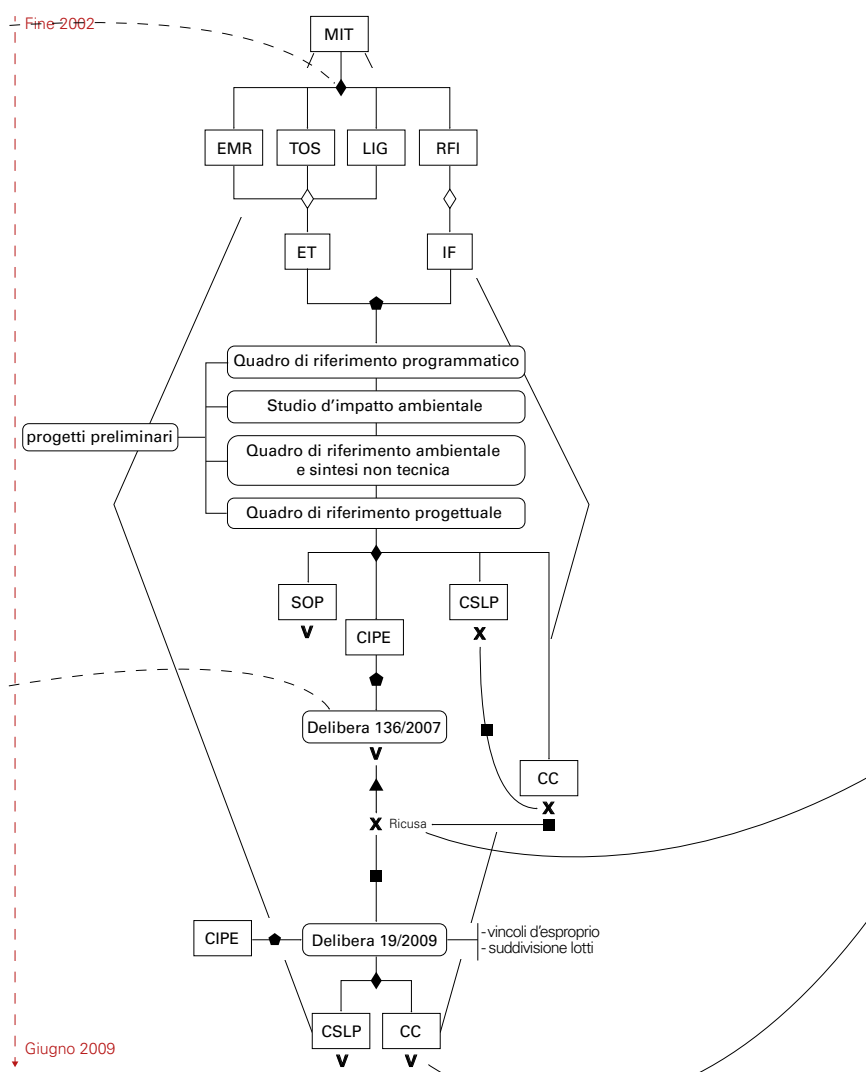 Fine 2002
MIT
EMR
TOS
LIG
RFI
ET
IF
Quadro di riferimento programmatico
Studio d'impatto ambientale
progetti preliminari
Quadro di riferimento ambientale
e sintesi non tecnica
Quadro di riferimento progettuale
SOP
V
CSLP
X
CIPE
Delibera 136/2007
V
CC
X
X Ricusa
CIPE
Delibera 19/2009
- vincoli d'esproprio
- suddivisione lotti
CSLP
V
CC
V
Giugno 2009